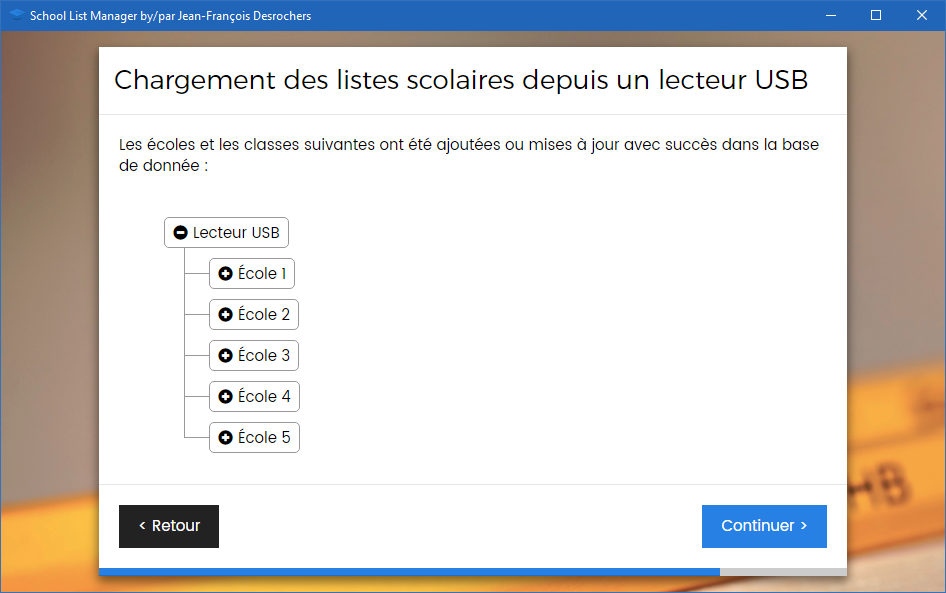 School List Manager by/par Jean-François Desrochers
Chargement des listes scolaires depuis un lecteur USB
Les écoles et les classes suivantes ont été ajoutées ou mises à jour avec succès dans la base
de donnée :
Lecteur USB
École 1
École 2
École 3
École 4
École 5
HB
< Retour
Continuer >